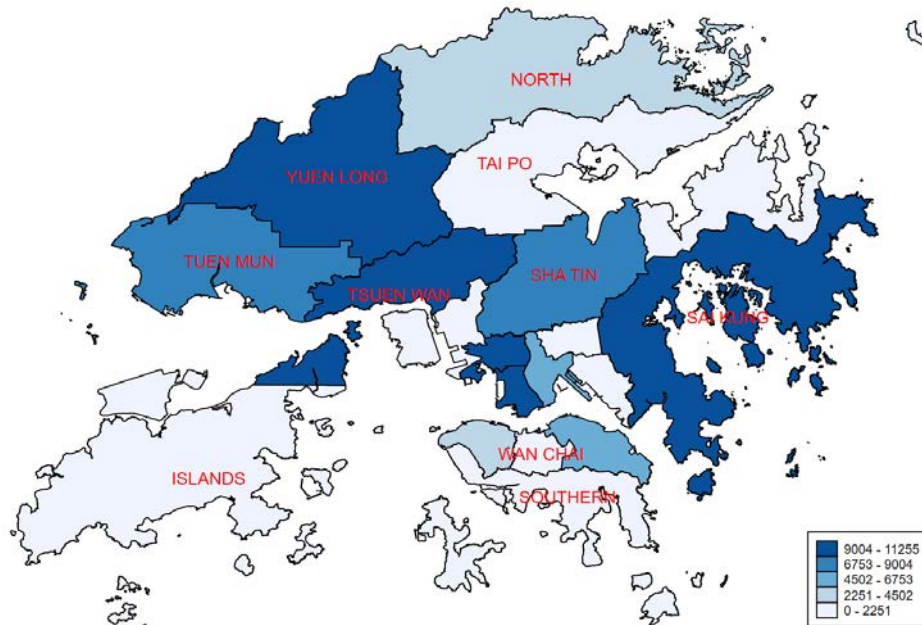 NORTH
TAI PO
YUEN LONG
TUEN MUN
SHA TIN
TSUEN WAN
SAI KUNG
WAN CHAI
ISLANDS
SOUTHERN
9004 - 11255
6753 - 9004
4502 - 6753
2251 - 4502
0 - 2251